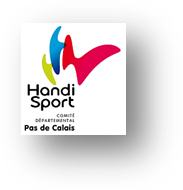 Handi
Sport
COMITÉ
DÉPARTEMENTAL
Pas de Calais